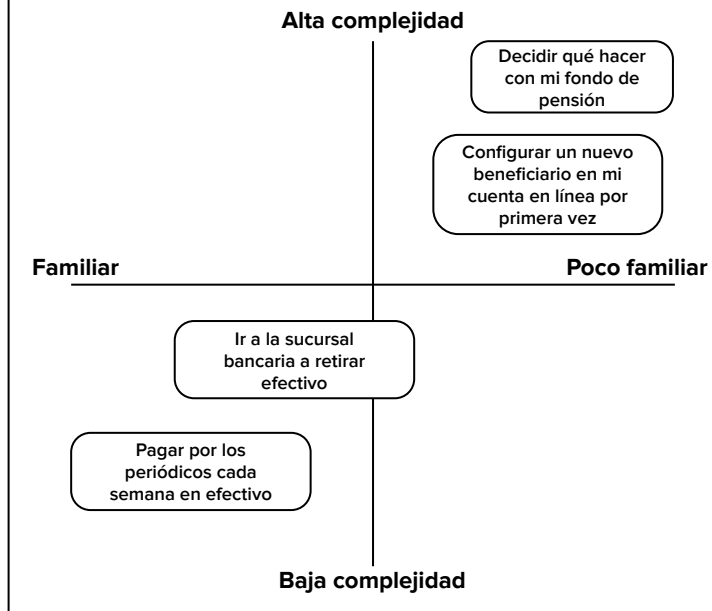 Alta complejidad
Decidir qué hacer
con mi fondo de
pensión
Configurar un nuevo
beneficiario en mi
cuenta en línea por
primera vez
Familiar
Poco familiar
Ir a la sucursal
bancaria a retirar
efectivo
Pagar por los
periódicos cada
semana en efectivo
Baja complejidad